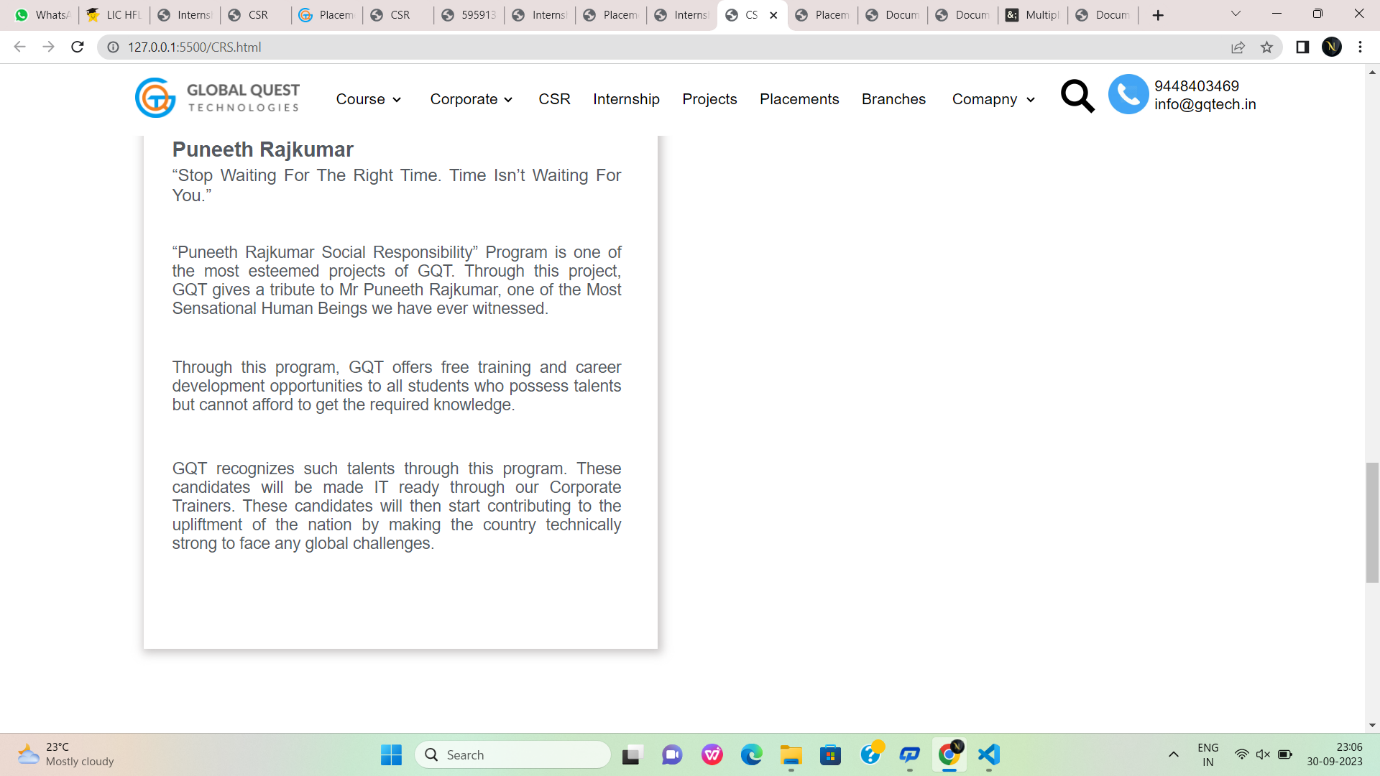 WhatsA LIC HFL Interns CSR Placem CSR 595913 Interns Placem Interns CS Placem Docum Docum &; Multipl Docum
127.0.0.1:5500/CRS.html
GLOBAL QUEST
TECHNOLOGIES
Course Corporate CSR Internship Projects Placements Branches Comapny
9448403469
info@gqtech.in
Puneeth Rajkumar
“Stop Waiting For The Right Time. Time Isn’t Waiting For
You.”
“Puneeth Rajkumar Social Responsibility” Program is one of
the most esteemed projects of GQT. Through this project,
GQT gives a tribute to Mr Puneeth Rajkumar, one of the Most
Sensational Human Beings we have ever witnessed.
Through this program, GQT offers free training and career
development opportunities to all students who possess talents
but cannot afford to get the required knowledge.
GQT recognizes such talents through this program. These
candidates will be made IT ready through our Corporate
Trainers. These candidates will then start contributing to the
upliftment of the nation by making the country technically
strong to face any global challenges.
23°C
Mostly cloudy
Search
ENG
IN
23:06
30-09-2023